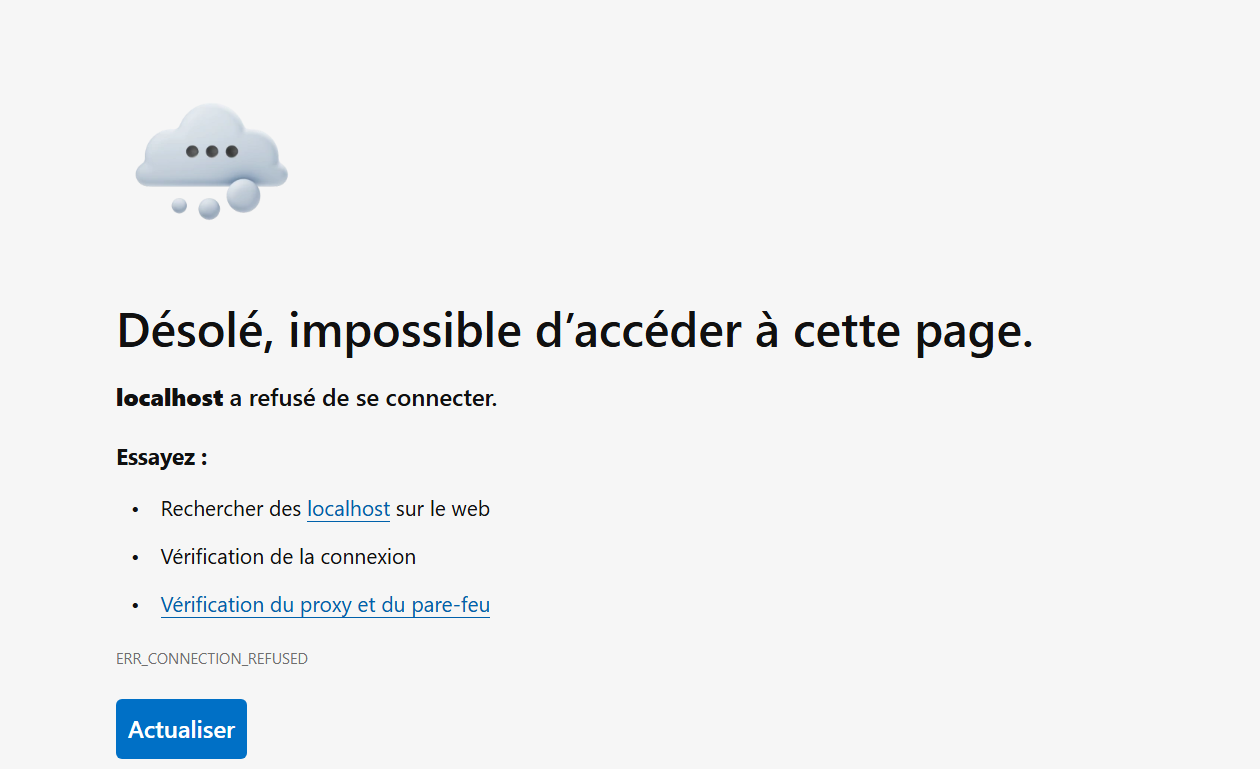 Désolé, impossible d’accéder à cette page.
localhost a refusé de se connecter.
Essayez :
• Rechercher des localhost sur le web
• Vérification de la connexion
• Vérification du proxy et du pare-feu
ERR_CONNECTION_REFUSED
Actualiser